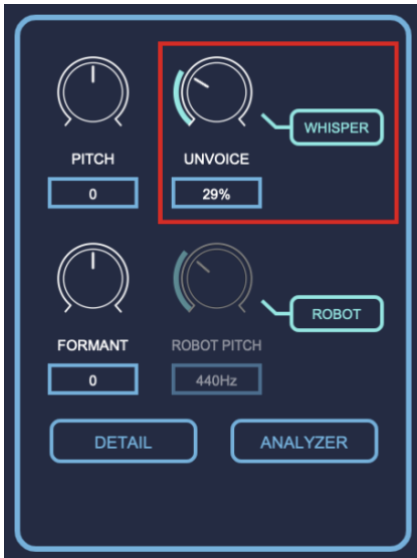 WHISPER
PITCH UNVOICE
0 29%
ROBOT
FORMANT ROBOT PITCH
0 440Hz
DETAIL ANALYZER